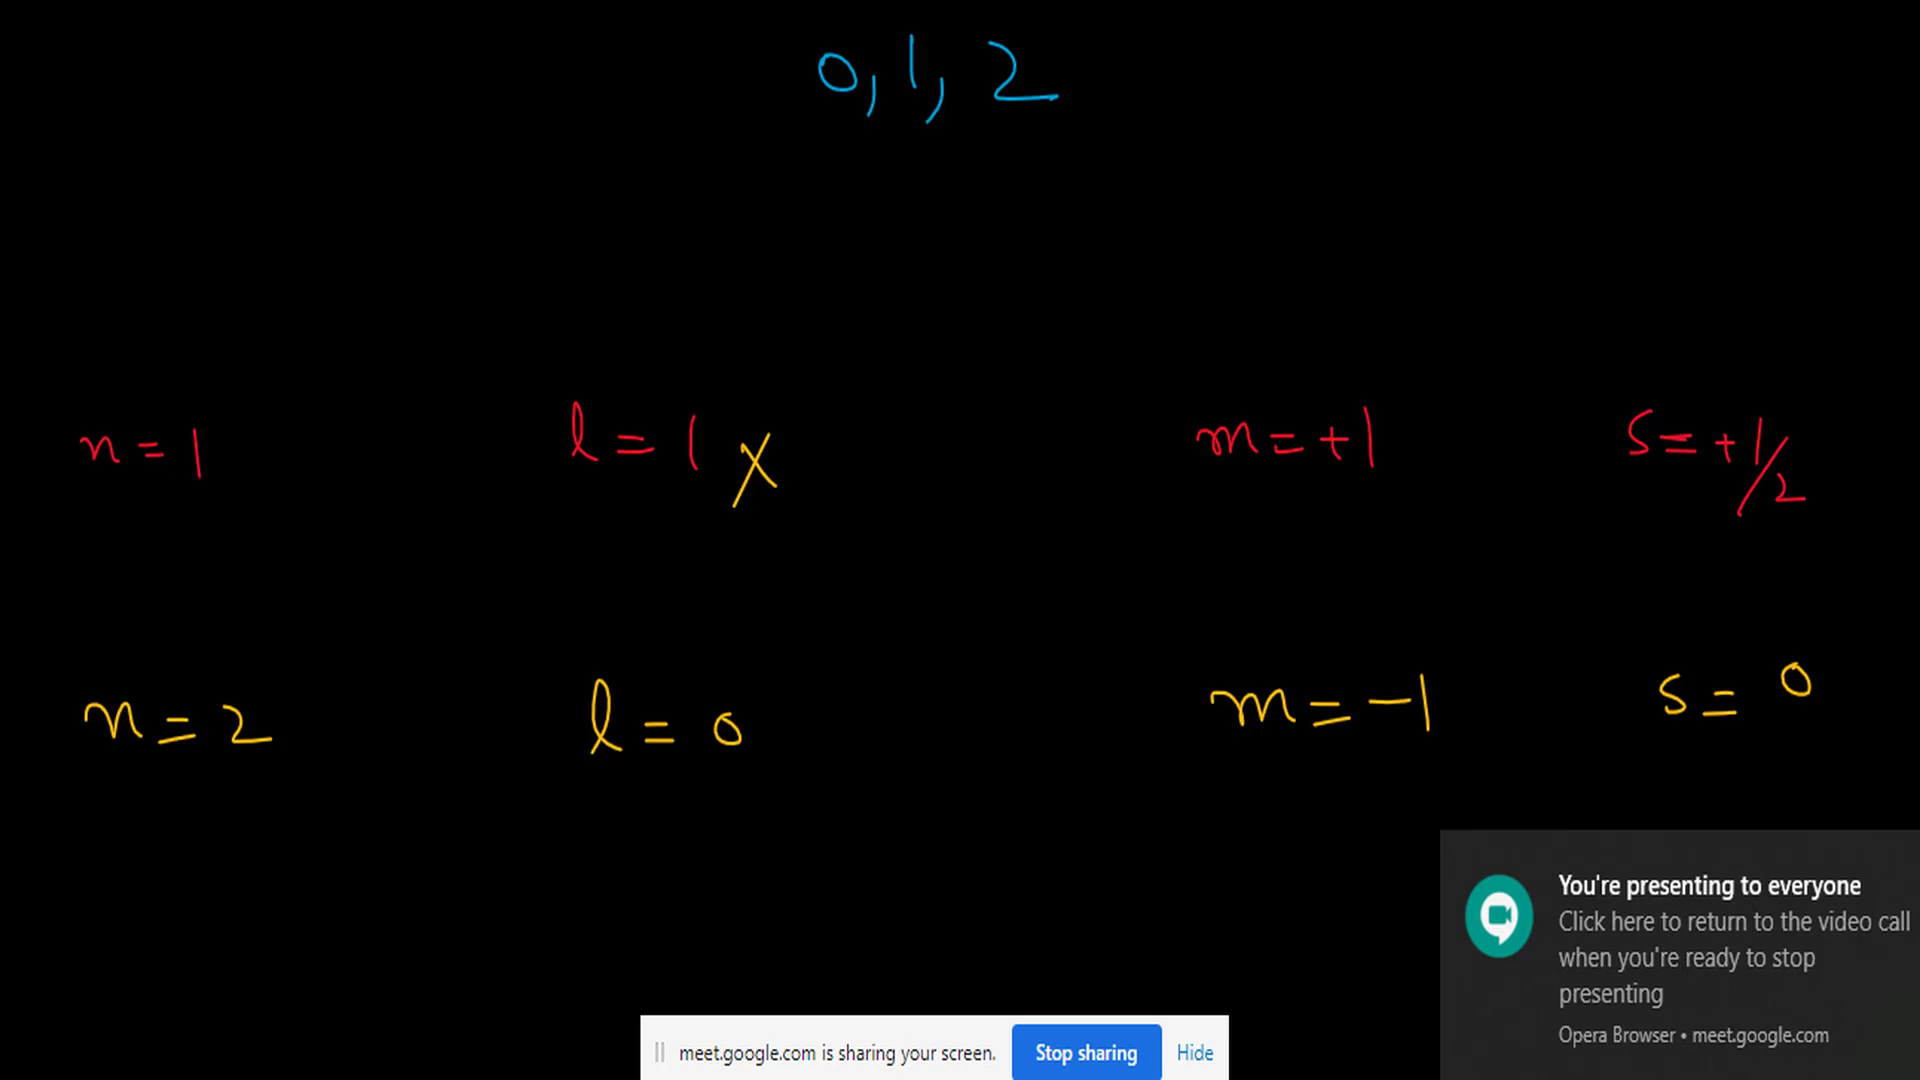 0, 1, 2
n = 1 l = 1 X m = +1 s = +1/2
n = 2 l = 0 m = -1 s = 0
You're presenting to everyone
Click here to return to the video call
when you're ready to stop
presenting
Opera Browser • meet.google.com
meet.google.com is sharing your screen. Stop sharing Hide